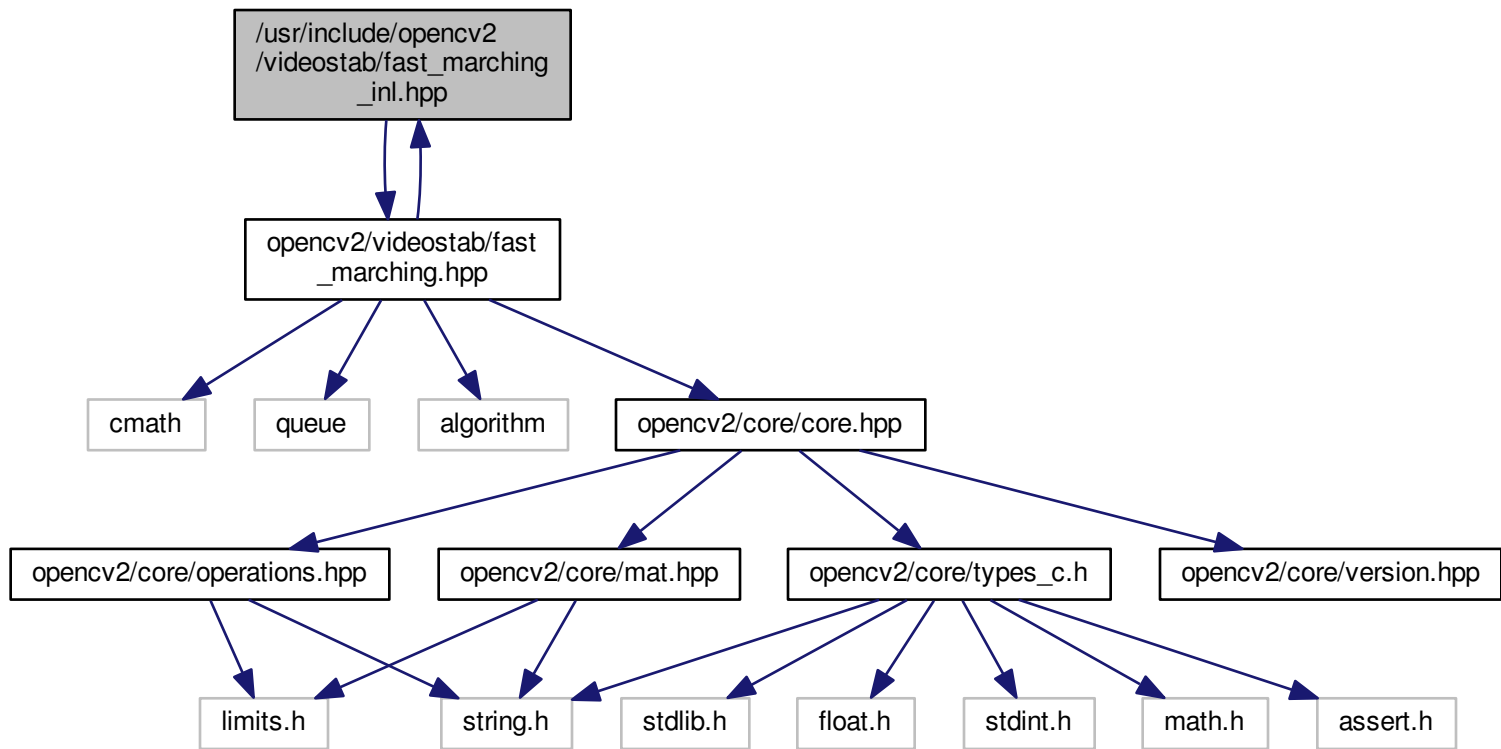 /usr/include/opencv2
/videostab/fast_marching
_inl.hpp
opencv2/videostab/fast
_marching.hpp
cmath
queue
algorithm
opencv2/core/core.hpp
opencv2/core/operations.hpp
opencv2/core/mat.hpp
opencv2/core/types_c.h
opencv2/core/version.hpp
limits.h
string.h
stdlib.h
float.h
stdint.h
math.h
assert.h